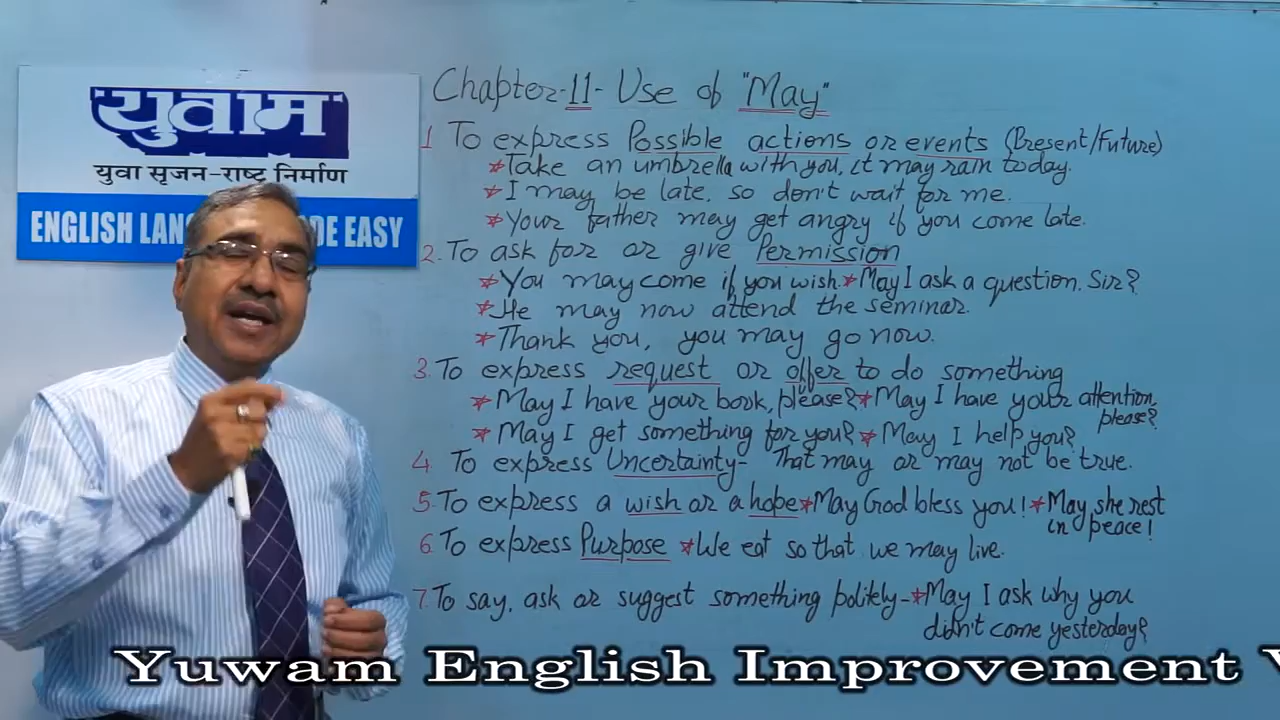 युवाम
युवा सृजन-राष्ट निर्माण
ENGLISH LAN DE EASY
Chapter-11- Use of "May"
1 To express Possible actions or events (Present/Future)
* Take an umbrella with you, it may rain today.
* I may be late, so don't wait for me.
* Your father may get angry if you come late.
2. To ask for or give Permission
* You may come if you wish. * May I ask a question, Sir?
* He may now attend the seminar.
* Thank you, you may go now.
3. To express request or offer to do something
* May I have your book, please? * May I have your attention, please?
* May I get something for you? * May I help you?
4. To express Uncertainty- That may or may not be true.
5. To express a wish or a hope * May God bless you! * May she rest in peace!
6. To express Purpose * We eat so that we may live.
7. To say, ask or suggest something politely- * May I ask why you
didn't come yesterday?
Yuwam English Improvement